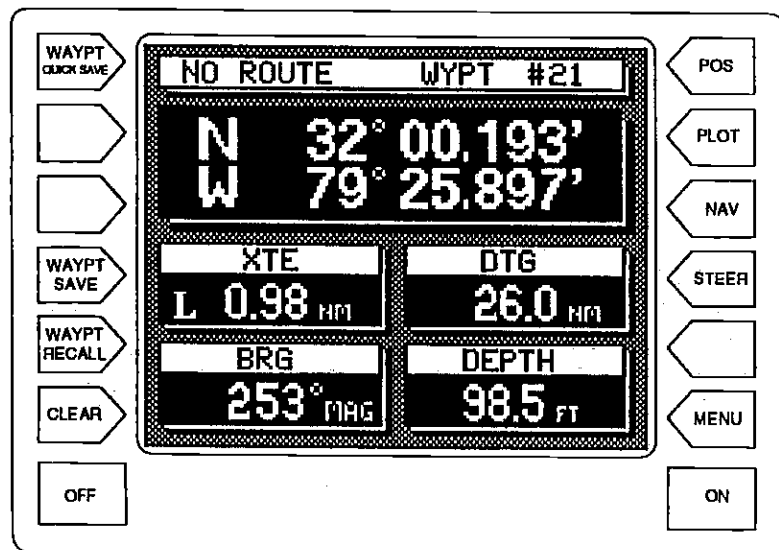 WAYPT
QUICK SAVE
WAYPT
SAVE
WAYPT
RECALL
CLEAR
OFF
NO ROUTE WYPT #21
N 32° 00.193’
W 79° 25.897’
XTE
L 0.98 NM
DTG
26.0 NM
BRG
253° MAG
DEPTH
98.5 FT
POS
PLOT
NAV
STEER
MENU
ON